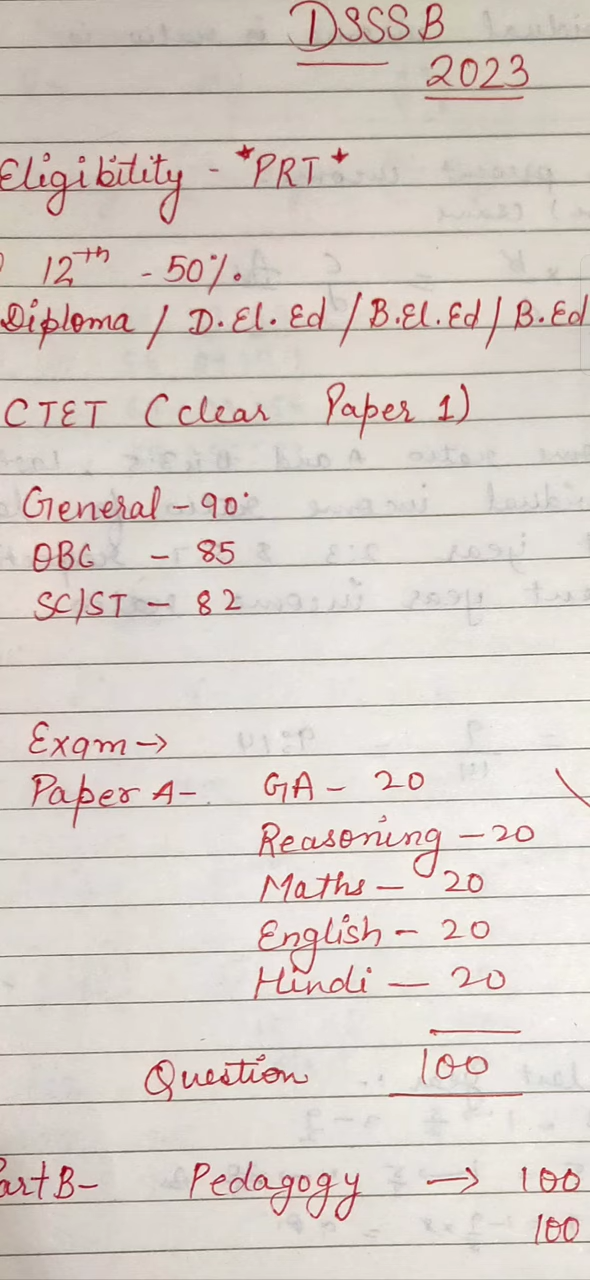 DSSSB
2023
Eligibility - *PRT*
12th - 50%.
Diploma / D.El.Ed / B.El.Ed / B.Ed
CTET (clear Paper 1)
General - 90
OBC - 85
SC/ST - 82
Exam →
Paper A - GA - 20
Reasoning - 20
Maths - 20
English - 20
Hindi - 20
Question 100
art B - Pedagogy → 100
100